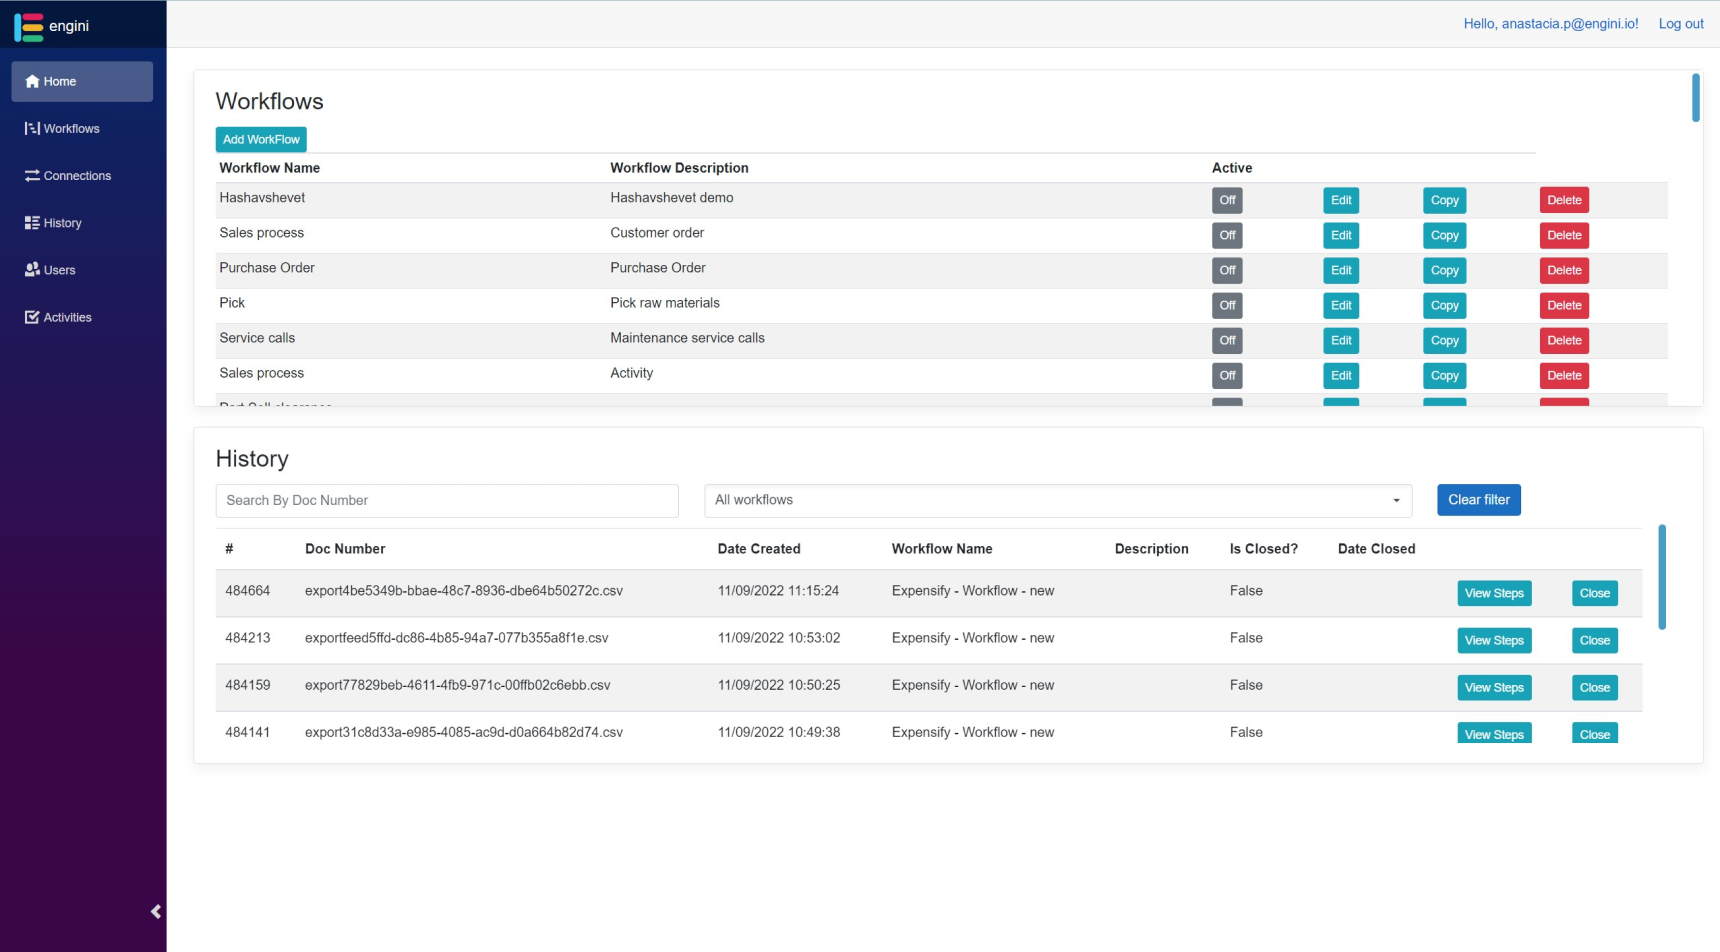 engini
Hello, anastacia.p@engini.io! Log out
Home
Workflows
Connections
History
Users
Activities
Workflows
Add WorkFlow
Workflow Name Workflow Description Active
Hashavshevet Hashavshevet demo Off Edit Copy Delete
Sales process Customer order Off Edit Copy Delete
Purchase Order Purchase Order Off Edit Copy Delete
Pick Pick raw materials Off Edit Copy Delete
Service calls Maintenance service calls Off Edit Copy Delete
Sales process Activity Off Edit Copy Delete
History
Search By Doc Number All workflows Clear filter
# Doc Number Date Created Workflow Name Description Is Closed? Date Closed
484664 export4be5349b-bbae-48c7-8936-dbe64b50272c.csv 11/09/2022 11:15:24 Expensify - Workflow - new False View Steps Close
484213 exportfeed5ffd-dc86-4b85-94a7-077b355a8f1e.csv 11/09/2022 10:53:02 Expensify - Workflow - new False View Steps Close
484159 export77829beb-4611-4fb9-971c-00ffb02c6ebb.csv 11/09/2022 10:50:25 Expensify - Workflow - new False View Steps Close
484141 export31c8d33a-e985-4085-ac9d-d0a664b82d74.csv 11/09/2022 10:49:38 Expensify - Workflow - new False View Steps Close